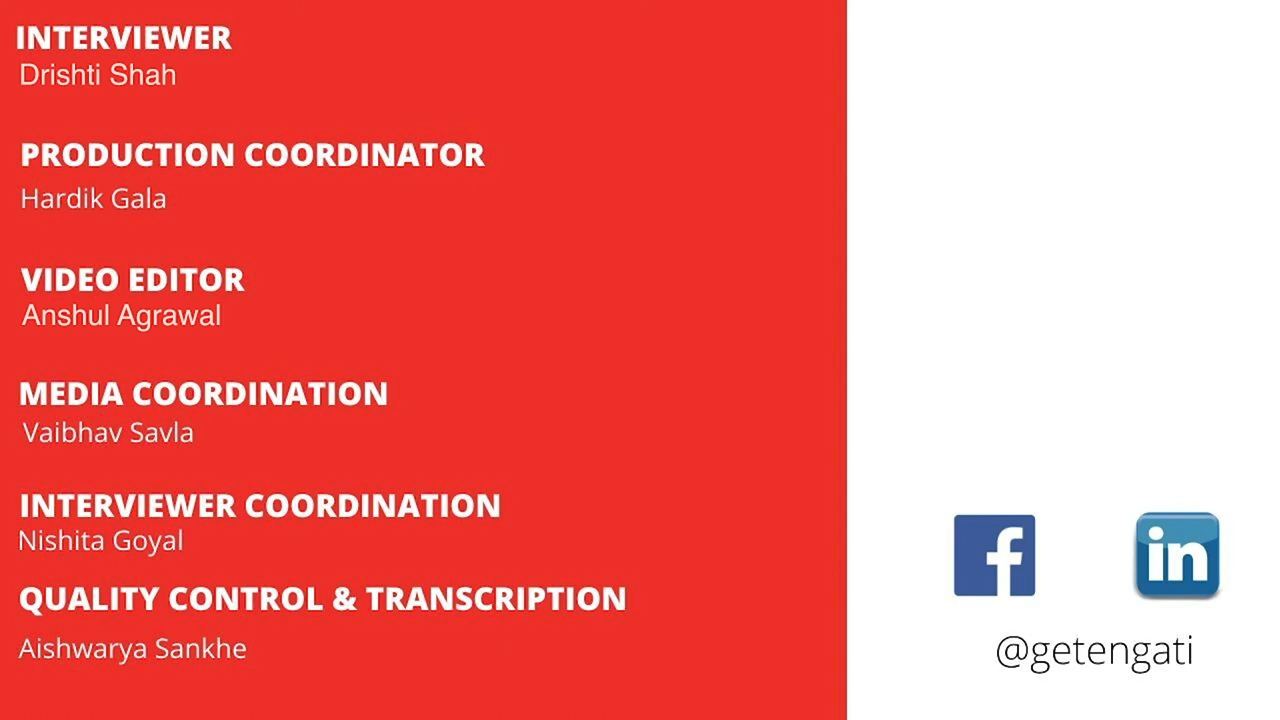 INTERVIEWER
Drishti Shah
PRODUCTION COORDINATOR
Hardik Gala
VIDEO EDITOR
Anshul Agrawal
MEDIA COORDINATION
Vaibhav Savla
INTERVIEWER COORDINATION
Nishita Goyal
QUALITY CONTROL & TRANSCRIPTION
Aishwarya Sankhe
f in
@getengati